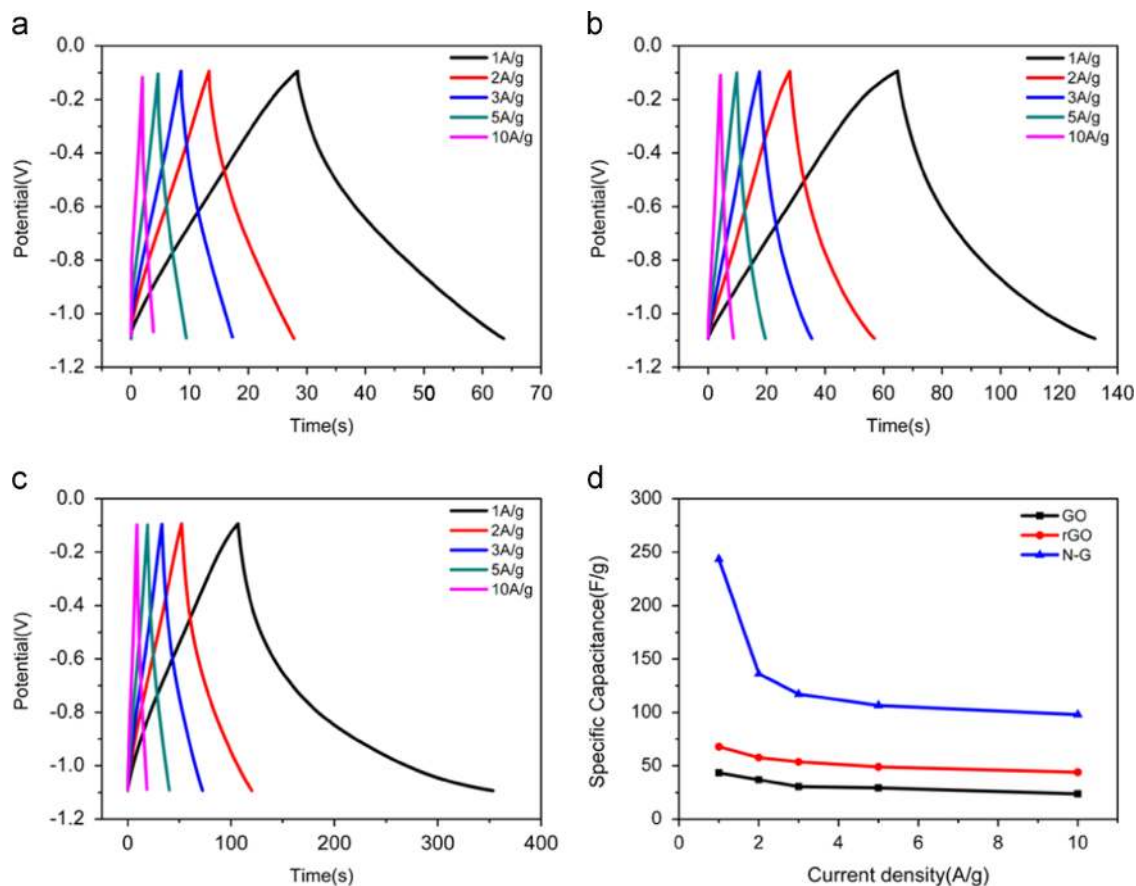 a
0.0
-0.2
-0.4
-0.6
-0.8
-1.0
-1.2
Potential(V)
1A/g
2A/g
3A/g
5A/g
10A/g
0 10 20 30 40 50 60 70
Time(s)
b
0.0
-0.2
-0.4
-0.6
-0.8
-1.0
-1.2
Potential(V)
1A/g
2A/g
3A/g
5A/g
10A/g
0 20 40 60 80 100 120 140
Time(s)
c
0.0
-0.2
-0.4
-0.6
-0.8
-1.0
-1.2
Potential(V)
1A/g
2A/g
3A/g
5A/g
10A/g
0 100 200 300 400
Time(s)
d
300
250
200
150
100
50
0
Specific Capacitance(F/g)
GO
rGO
N-G
0 2 4 6 8 10
Current density(A/g)